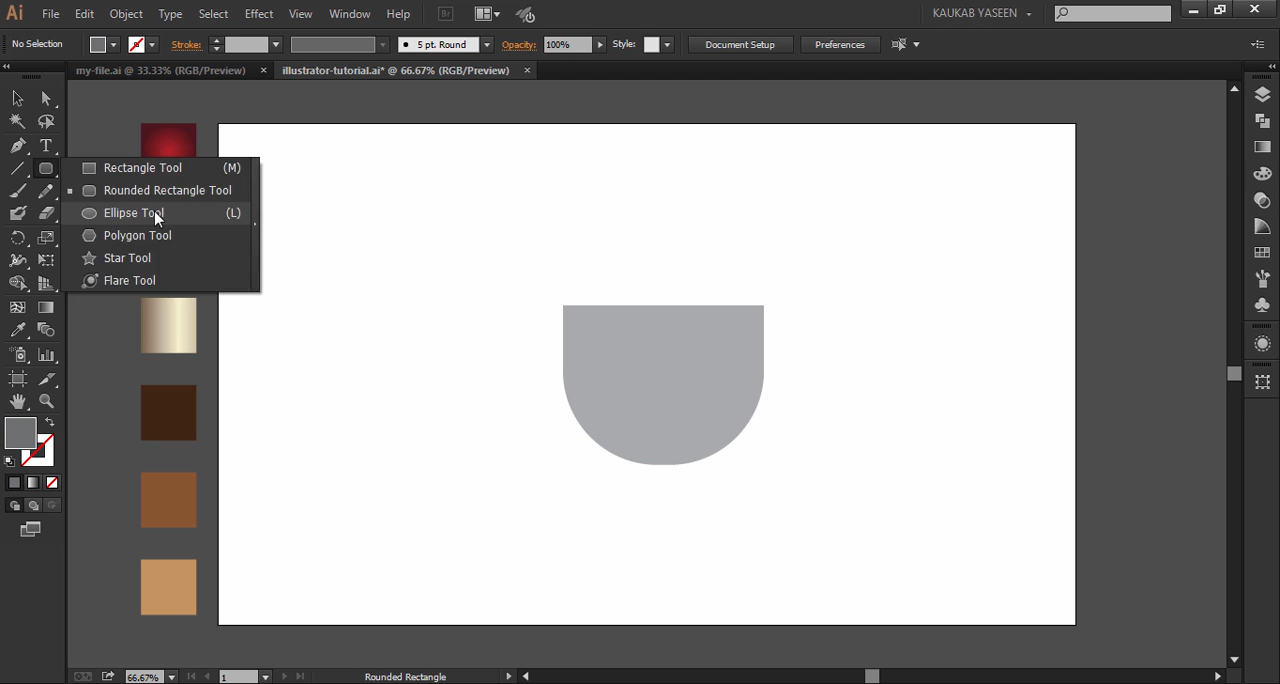 Ai File Edit Object Type Select Effect View Window Help Br KAUKAB YASEEN
No Selection Stroke: 5 pt. Round Opacity: 100% Style: Document Setup Preferences
my-file.ai @ 33.33% (RGB/Preview) × illustrator-tutorial.ai* @ 66.67% (RGB/Preview) ×
T
Rectangle Tool (M)
Rounded Rectangle Tool
Ellipse Tool (L)
Polygon Tool
Star Tool
Flare Tool
66.67% 1 Rounded Rectangle